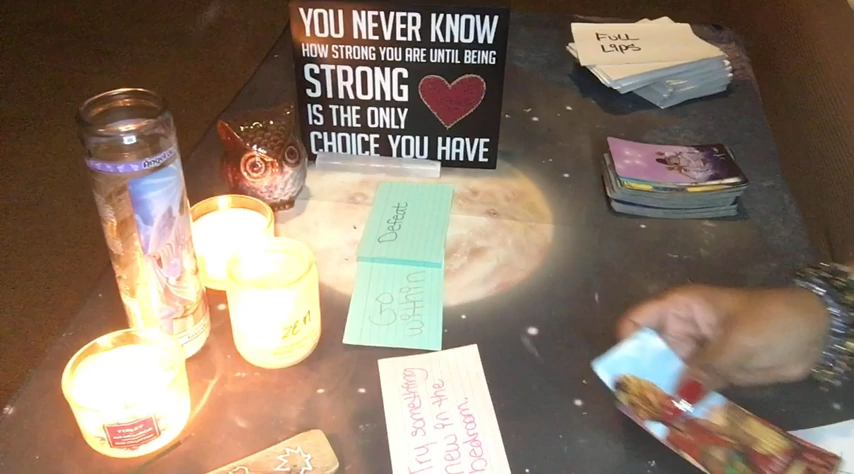 YOU NEVER KNOW
HOW STRONG YOU ARE UNTIL BEING
STRONG
IS THE ONLY
CHOICE YOU HAVE
FULL
LIPS
Defeat
Go
within
ZEN
Try something
new in the
bedroom.